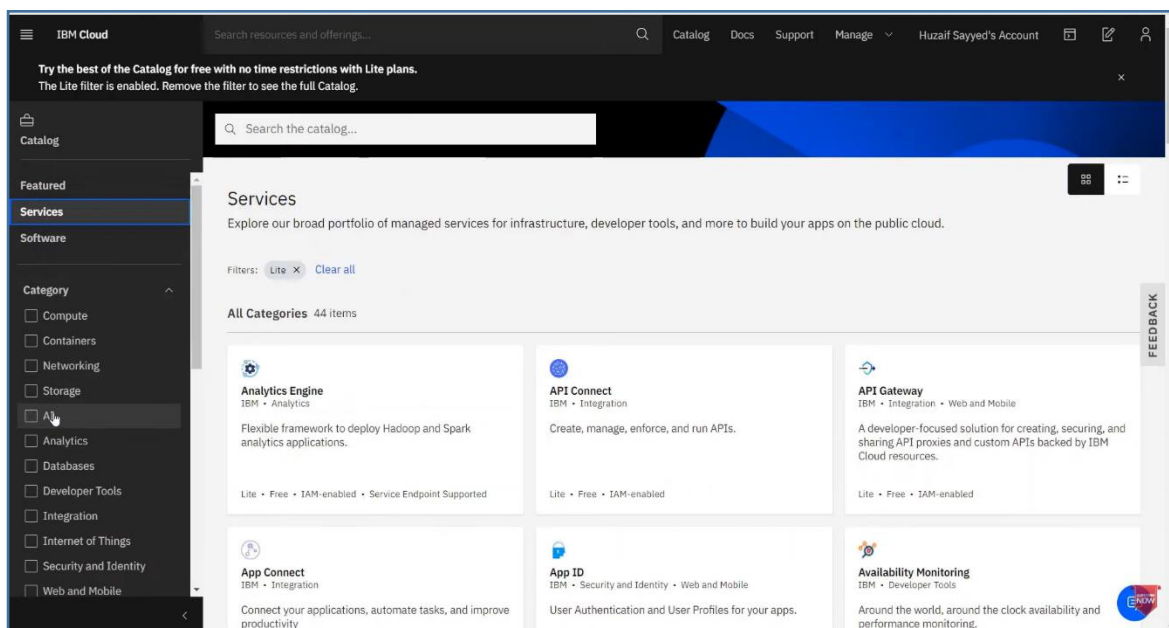 IBM Cloud
Search resources and offerings...
Catalog
Docs
Support
Manage
Huzaif Sayyed's Account
Try the best of the Catalog for free with no time restrictions with Lite plans.
The Lite filter is enabled. Remove the filter to see the full Catalog.
Catalog
Search the catalog...
Featured
Services
Software
Category
Compute
Containers
Networking
Storage
AI
Analytics
Databases
Developer Tools
Integration
Internet of Things
Security and Identity
Web and Mobile
Services
Explore our broad portfolio of managed services for infrastructure, developer tools, and more to build your apps on the public cloud.
Filters: Lite × Clear all
All Categories 44 items
Analytics Engine
IBM • Analytics
Flexible framework to deploy Hadoop and Spark
analytics applications.
Lite • Free • IAM-enabled • Service Endpoint Supported
API Connect
IBM • Integration
Create, manage, enforce, and run APIs.
Lite • Free • IAM-enabled
API Gateway
IBM • Integration • Web and Mobile
A developer-focused solution for creating, securing, and
sharing API proxies and custom APIs backed by IBM
Cloud resources.
Lite • Free • IAM-enabled
App Connect
IBM • Integration
Connect your applications, automate tasks, and improve
productivity
App ID
IBM • Security and Identity • Web and Mobile
User Authentication and User Profiles for your apps.
Availability Monitoring
IBM • Developer Tools
Around the world, around the clock availability and
performance monitoring.
FEEDBACK